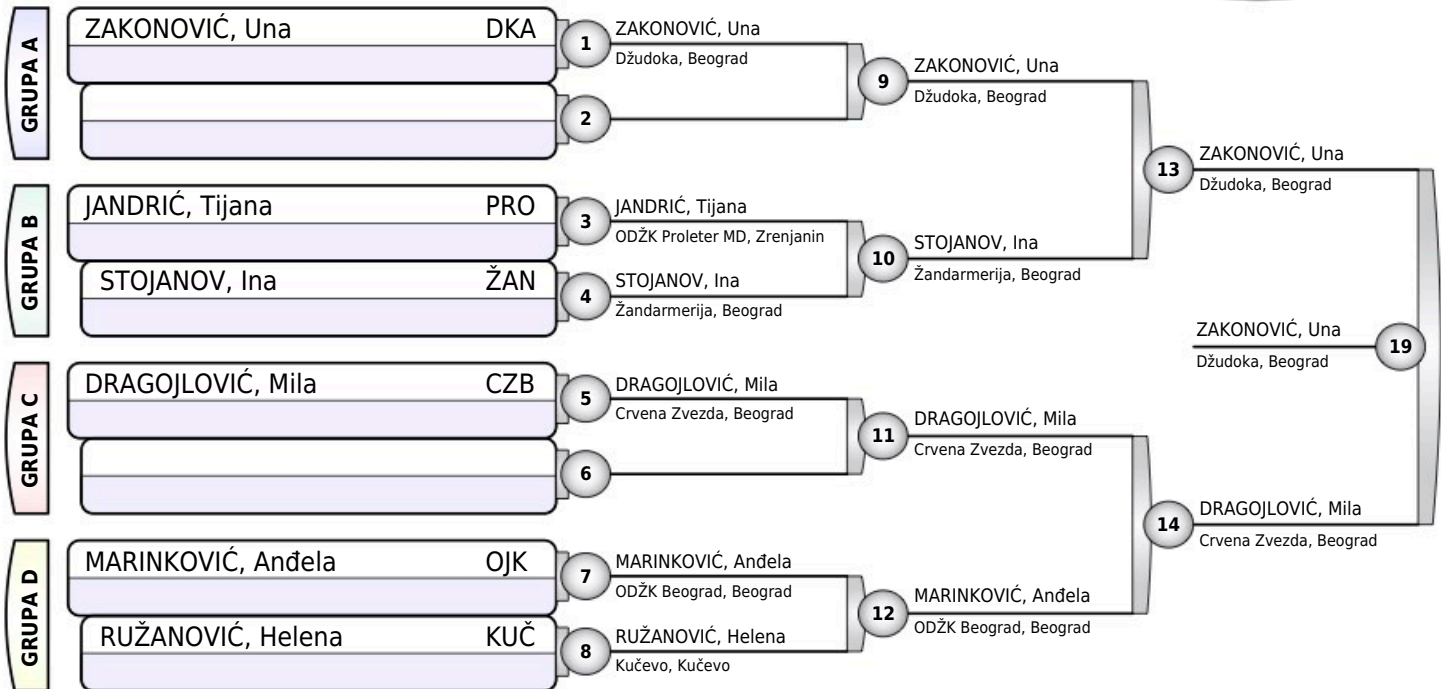 GRUPA A
ZAKONOVIĆ, Una DKA
1
ZAKONOVIĆ, Una
Džudoka, Beograd
2
9
ZAKONOVIĆ, Una
Džudoka, Beograd
GRUPA B
JANDRIĆ, Tijana PRO
3
JANDRIĆ, Tijana
ODŽK Proleter MD, Zrenjanin
STOJANOV, Ina ŽAN
4
STOJANOV, Ina
Žandarmerija, Beograd
10
STOJANOV, Ina
Žandarmerija, Beograd
13
ZAKONOVIĆ, Una
Džudoka, Beograd
ZAKONOVIĆ, Una
Džudoka, Beograd
19
GRUPA C
DRAGOJLOVIĆ, Mila CZB
5
DRAGOJLOVIĆ, Mila
Crvena Zvezda, Beograd
6
11
DRAGOJLOVIĆ, Mila
Crvena Zvezda, Beograd
GRUPA D
MARINKOVIĆ, Anđela OJK
7
MARINKOVIĆ, Anđela
ODŽK Beograd, Beograd
RUŽANOVIĆ, Helena KUČ
8
RUŽANOVIĆ, Helena
Kučevo, Kučevo
12
MARINKOVIĆ, Anđela
ODŽK Beograd, Beograd
14
DRAGOJLOVIĆ, Mila
Crvena Zvezda, Beograd